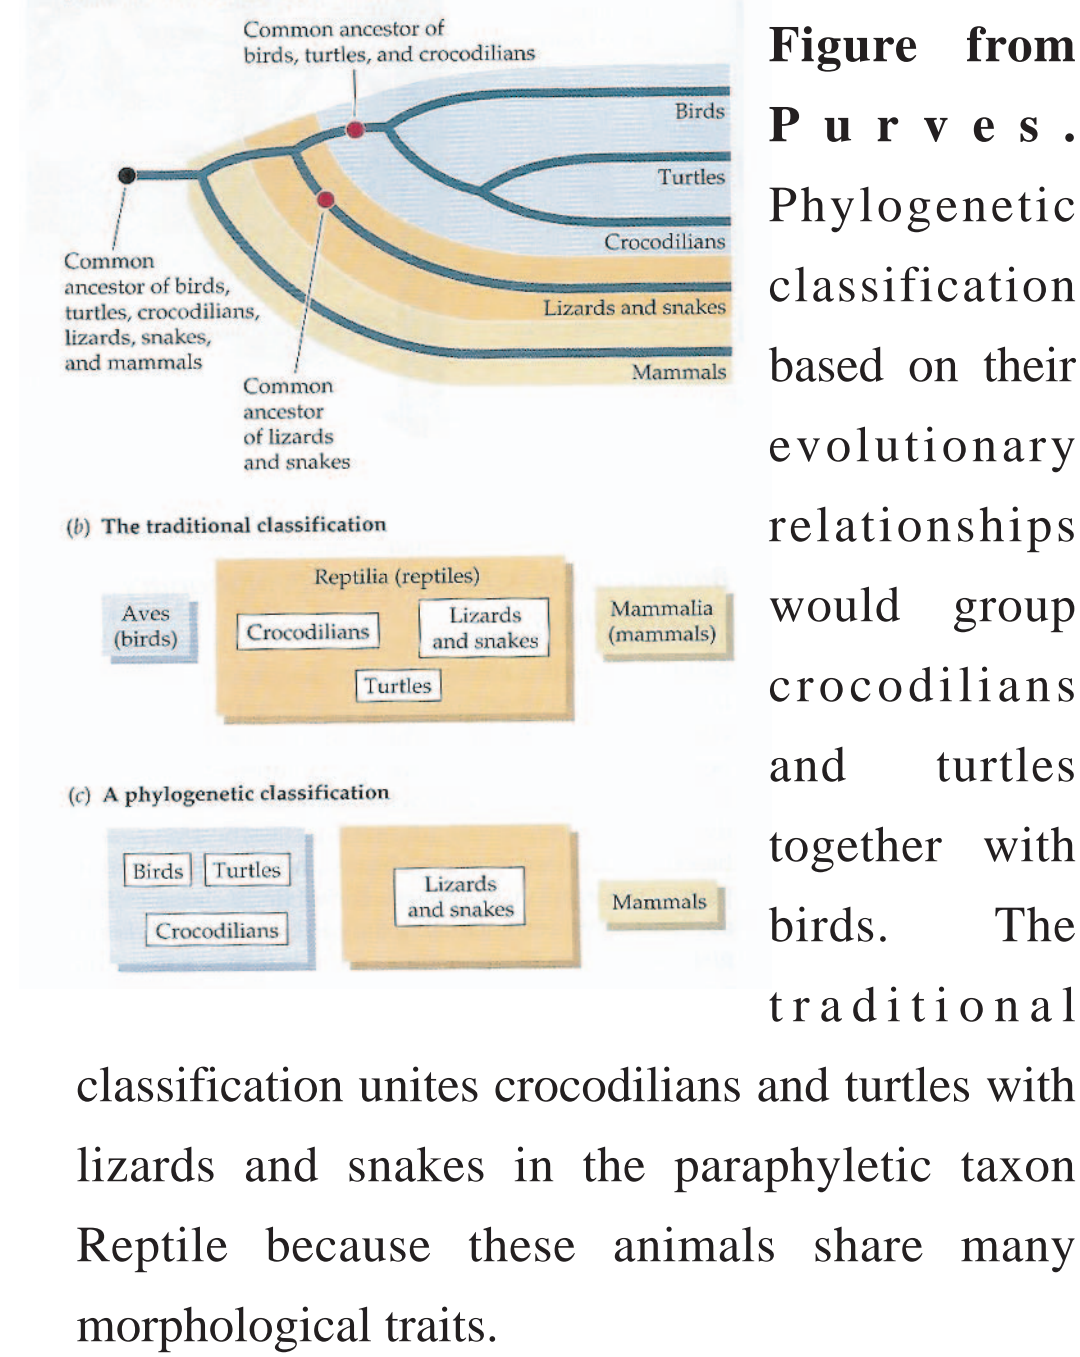 Common ancestor of
birds, turtles, and crocodilians
Birds
Turtles
Crocodilians
Lizards and snakes
Mammals
Common
ancestor of birds,
turtles, crocodilians,
lizards, snakes,
and mammals
Common
ancestor
of lizards
and snakes
(b) The traditional classification
Reptilia (reptiles)
Aves
(birds)
Crocodilians
Lizards
and snakes
Turtles
Mammalia
(mammals)
(c) A phylogenetic classification
Birds
Turtles
Crocodilians
Lizards
and snakes
Mammals
Figure from
Purves.
Phylogenetic
classification
based on their
evolutionary
relationships
would group
crocodilians
and turtles
together with
birds. The
traditional
classification unites crocodilians and turtles with
lizards and snakes in the paraphyletic taxon
Reptile because these animals share many
morphological traits.